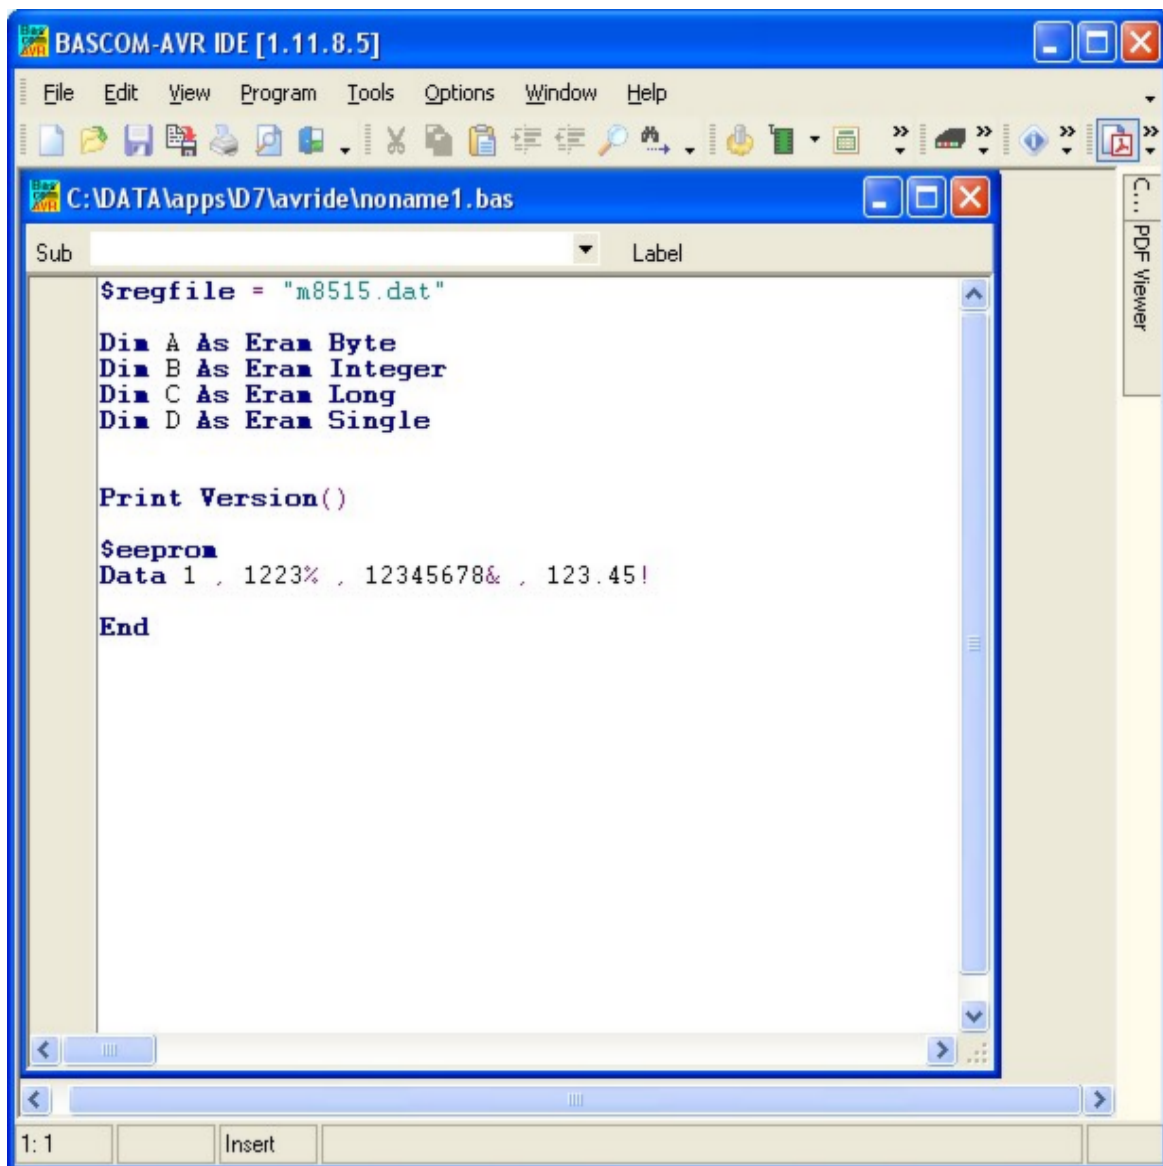 BASCOM-AVR IDE [1.11.8.5]
File Edit View Program Tools Options Window Help
C:\DATA\apps\D7\avride\noname1.bas
Sub Label
$regfile = "m8515.dat"
Dim A As Eram Byte
Dim B As Eram Integer
Dim C As Eram Long
Dim D As Eram Single
Print Version()
$eeprom
Data 1 , 1223% , 12345678& , 123.45!
End
C... PDF Viewer
1: 1 Insert